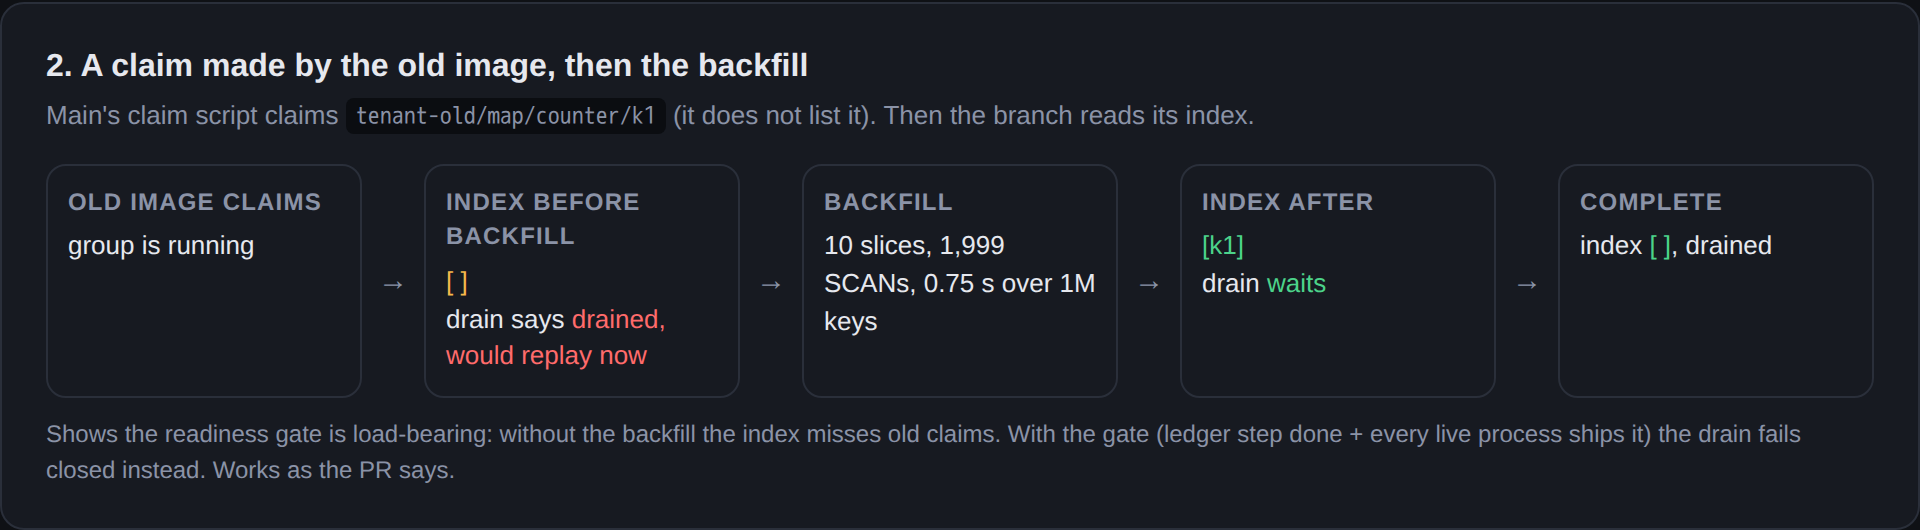 2. A claim made by the old image, then the backfill
Main's claim script claims tenant-old/map/counter/k1 (it does not list it). Then the branch reads its index.
OLD IMAGE CLAIMS
group is running
→
INDEX BEFORE
BACKFILL
[ ]
drain says drained,
would replay now
→
BACKFILL
10 slices, 1,999
SCANs, 0.75 s over 1M
keys
→
INDEX AFTER
[k1]
drain waits
→
COMPLETE
index [ ], drained
Shows the readiness gate is load-bearing: without the backfill the index misses old claims. With the gate (ledger step done + every live process ships it) the drain fails
closed instead. Works as the PR says.